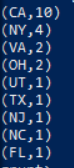 (CA,10)
(NY,4)
(VA,2)
(OH,2)
(UT,1)
(TX,1)
(NJ,1)
(NC,1)
(FL,1)